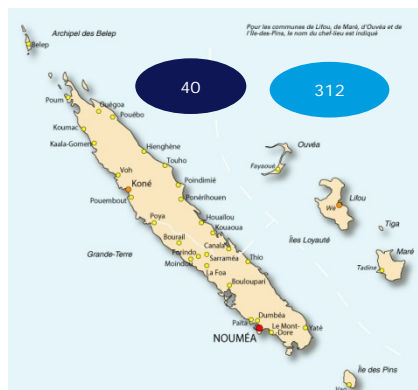 Archipel des Belep
Pour les communes de Lifou, de Maré, d'Ouvéa et de
l'Île-des-Pins, le nom du chef-lieu est indiqué
Belep
40
312
Poum
Ouégoa
Pouébo
Koumac
Kaala-Gomen
Hienghène
Touho
Ouvéa
Fayaoué
Voh
Koné
Poindimié
Pouembout
Ponérihouen
Lifou
Wé
Poya
Houaïlou
Kouaoua
Tiga
Bourail
Canala
Îles Loyauté
Maré
Grande-Terre
Farindo
Sarraméa
Thio
Moindou
La Foa
Tadine
Bouloupari
Païta
Dumbéa
Le Mont-
Dore
Yaté
NOUMÉA
Île des Pins
Vao